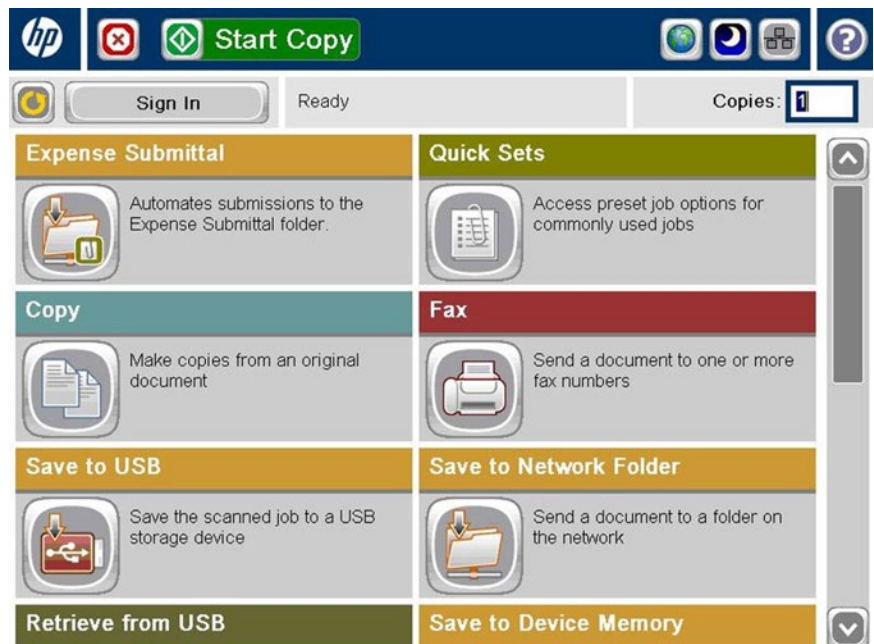 hp
Start Copy
?
Sign In
Ready
Copies: 1
Expense Submittal
Automates submissions to the
Expense Submittal folder.
Quick Sets
Access preset job options for
commonly used jobs
Copy
Make copies from an original
document
Fax
Send a document to one or more
fax numbers
Save to USB
Save the scanned job to a USB
storage device
Save to Network Folder
Send a document to a folder on
the network
Retrieve from USB
Save to Device Memory